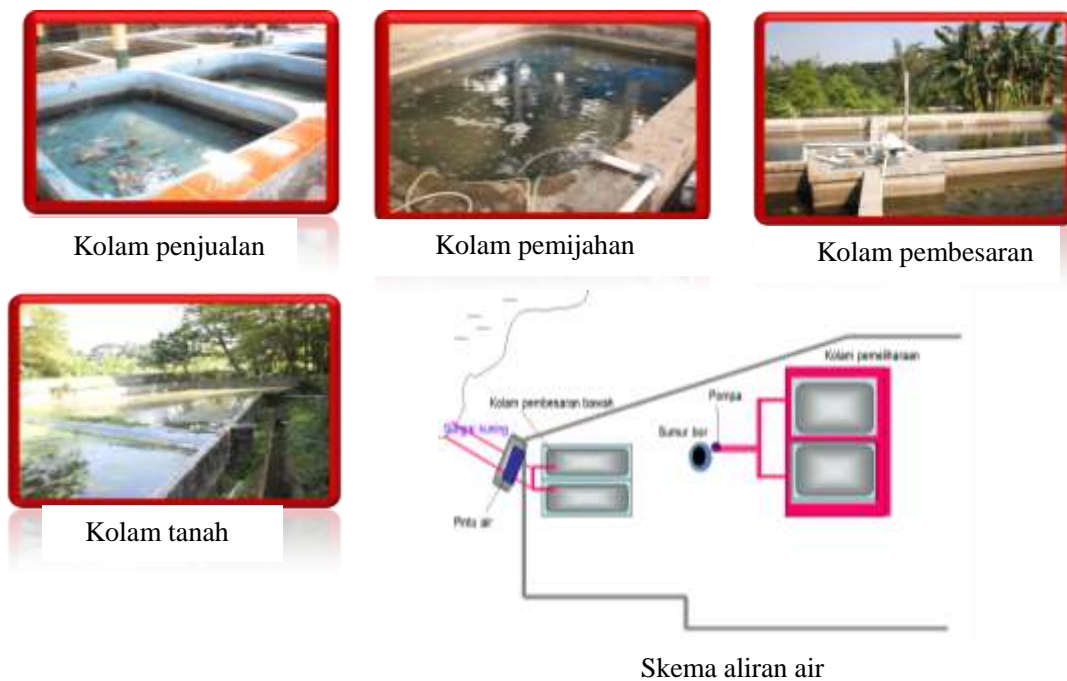 Kolam penjualan
Kolam pemijahan
Kolam pembesaran
Kolam tanah
Kolam pemeliharaan
Kolam pembesaran bawah
Pompa
Sumur bor
Pintu air
Skema aliran air